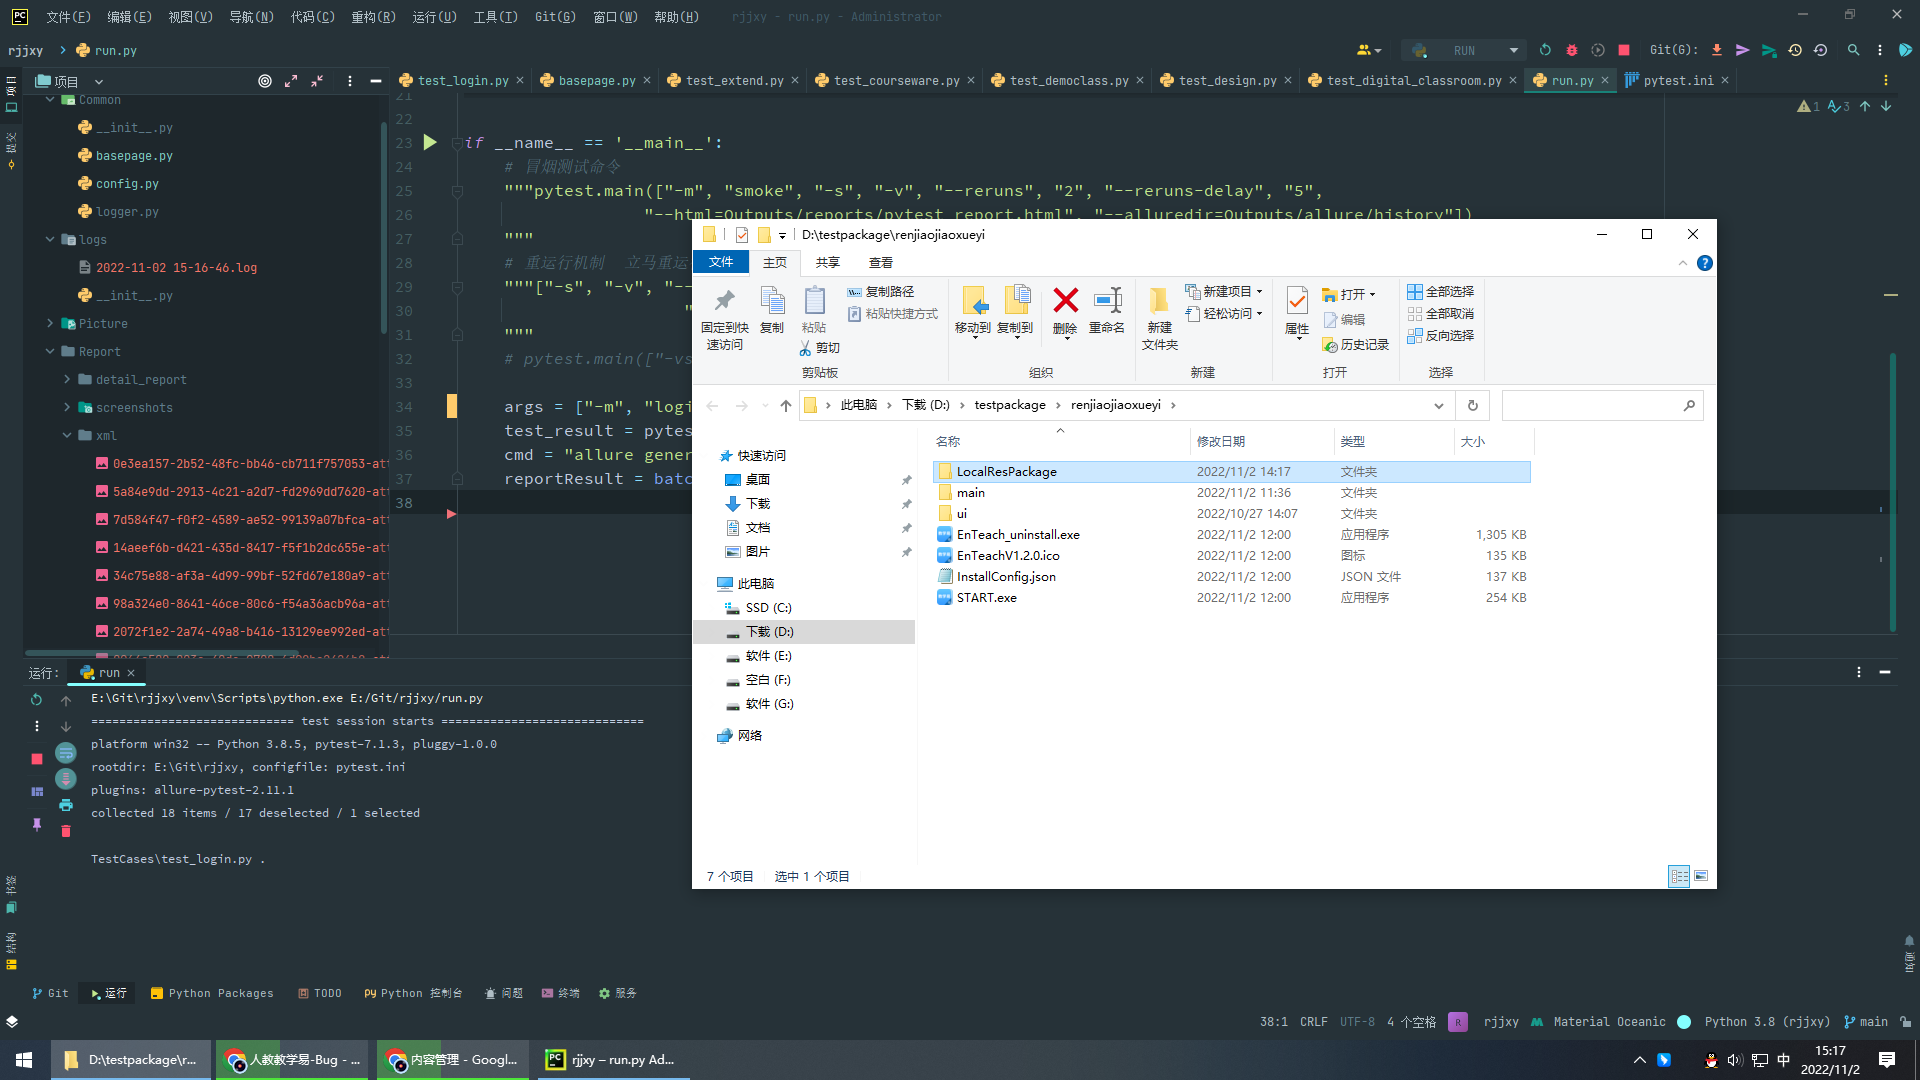 文件(F) 编辑(E) 视图(V) 导航(N) 代码(C) 重构(R) 运行(U) 工具(T) Git(G) 窗口(W) 帮助(H) rjjxy - run.py - Administrator
rjjxy run.py RUN Git(G):
项目
test_login.py basepage.py test_extend.py test_courseware.py test_democlass.py test_design.py test_digital_classroom.py run.py pytest.ini
1 3
项目
提交
Common
__init__.py
basepage.py
config.py
logger.py
logs
2022-11-02 15-16-46.log
__init__.py
Picture
Report
detail_report
screenshots
xml
0e3ea157-2b52-48fc-bb46-cb711f757053-att
5a84e9dd-2913-4c21-a2d7-fd2969dd7620-att
7d584f47-f0f2-4589-ae52-99139a07bfca-att
14aeef6b-d421-435d-8417-f5f1b2dc655e-att
34c75e88-af3a-4d99-99bf-52fd67e180a9-att
98a324e0-8641-46ce-80c6-f54a36acb96a-att
2072f1e2-2a74-49a8-b416-13129ee992ed-att
21
22
23 if __name__ == '__main__':
24 # 冒烟测试命令
25 """pytest.main(["-m", "smoke", "-s", "-v", "--reruns", "2", "--reruns-delay", "5",
26 "--html=Outputs/reports/pytest_report.html", "--alluredir=Outputs/allure/history"])
27 """
28 # 重运行机制 立马重运
29 """["-s", "-v", "--
30 "
31 """
32 # pytest.main(["-vs
33
34 args = ["-m", "logi
35 test_result = pytes
36 cmd = "allure gener
37 reportResult = batc
38
D:\testpackage\renjiaojiaoxueyi
文件 主页 共享 查看
固定到快速访问 复制 粘贴 复制路径 粘贴快捷方式 剪切 剪贴板
移动到 复制到 删除 重命名 组织
新建文件夹 新建项目 轻松访问 新建
属性 打开 编辑 历史记录 打开
全部选择 全部取消 反向选择 选择
此电脑 下载 (D:) testpackage renjiaojiaoxueyi
快速访问
桌面
下载
文档
图片
此电脑
SSD (C:)
下载 (D:)
软件 (E:)
空白 (F:)
软件 (G:)
网络
名称 修改日期 类型 大小
LocalResPackage 2022/11/2 14:17 文件夹
main 2022/11/2 11:36 文件夹
ui 2022/10/27 14:07 文件夹
EnTeach_uninstall.exe 2022/11/2 12:00 应用程序 1,305 KB
EnTeachV1.2.0.ico 2022/11/2 12:00 图标 135 KB
InstallConfig.json 2022/11/2 12:00 JSON 文件 137 KB
START.exe 2022/11/2 12:00 应用程序 254 KB
7 个项目 选中 1 个项目
运行: run
E:\Git\rjjxy\venv\Scripts\python.exe E:/Git/rjjxy/run.py
============================= test session starts =============================
platform win32 -- Python 3.8.5, pytest-7.1.3, pluggy-1.0.0
rootdir: E:\Git\rjjxy, configfile: pytest.ini
plugins: allure-pytest-2.11.1
collected 18 items / 17 deselected / 1 selected
TestCases\test_login.py .
书签
结构
通知
Git 运行 Python Packages TODO Python 控制台 问题 终端 服务
38:1 CRLF UTF-8 4 个空格 R rjjxy Material Oceanic Python 3.8 (rjjxy) main
D:\testpackage\r... 人教教学易-Bug - ... 内容管理 - Googl... rjjxy – run.py Ad... 中 15:17
2022/11/2